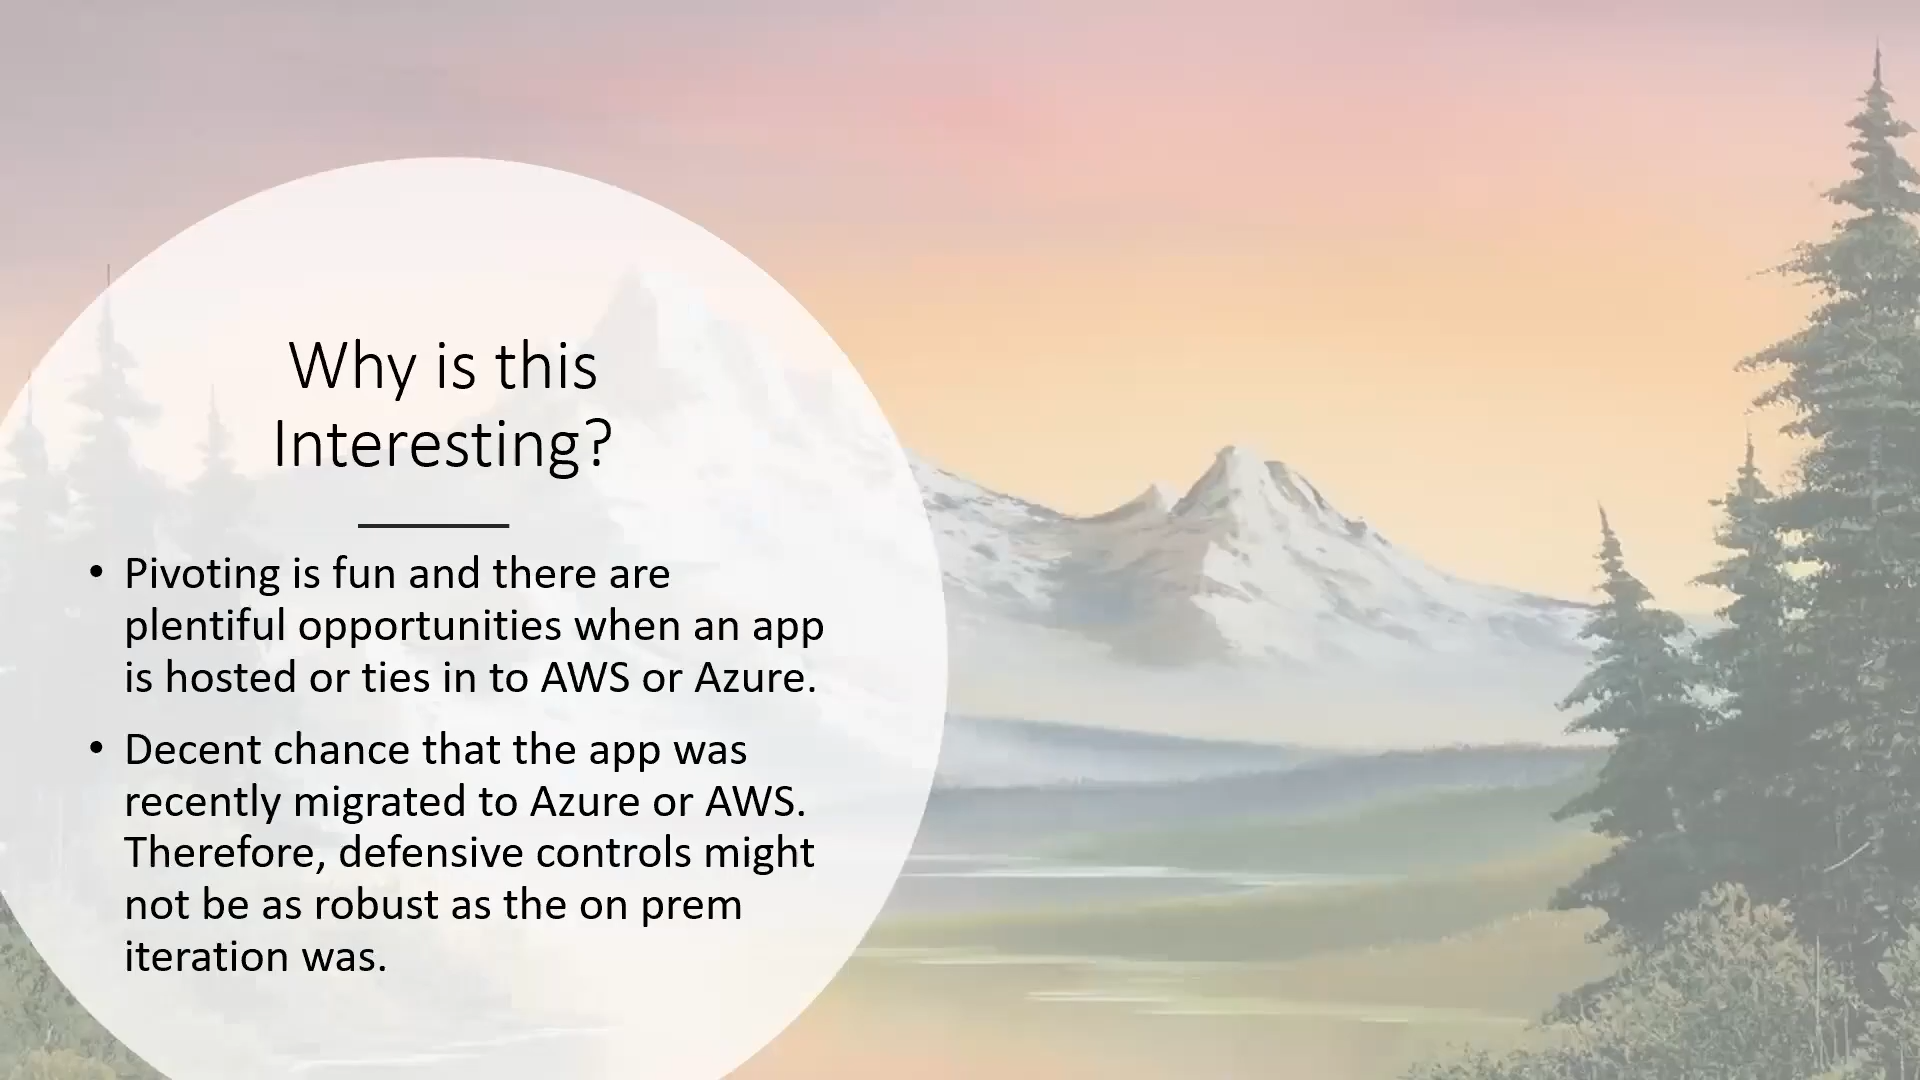 Why is this
Interesting?
• Pivoting is fun and there are
plentiful opportunities when an app
is hosted or ties in to AWS or Azure.
• Decent chance that the app was
recently migrated to Azure or AWS.
Therefore, defensive controls might
not be as robust as the on prem
iteration was.